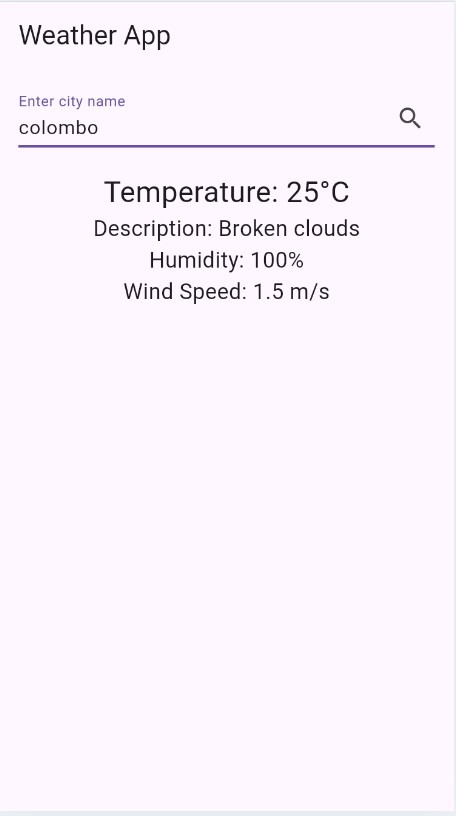 Weather App
Enter city name
colombo
Temperature: 25°C
Description: Broken clouds
Humidity: 100%
Wind Speed: 1.5 m/s